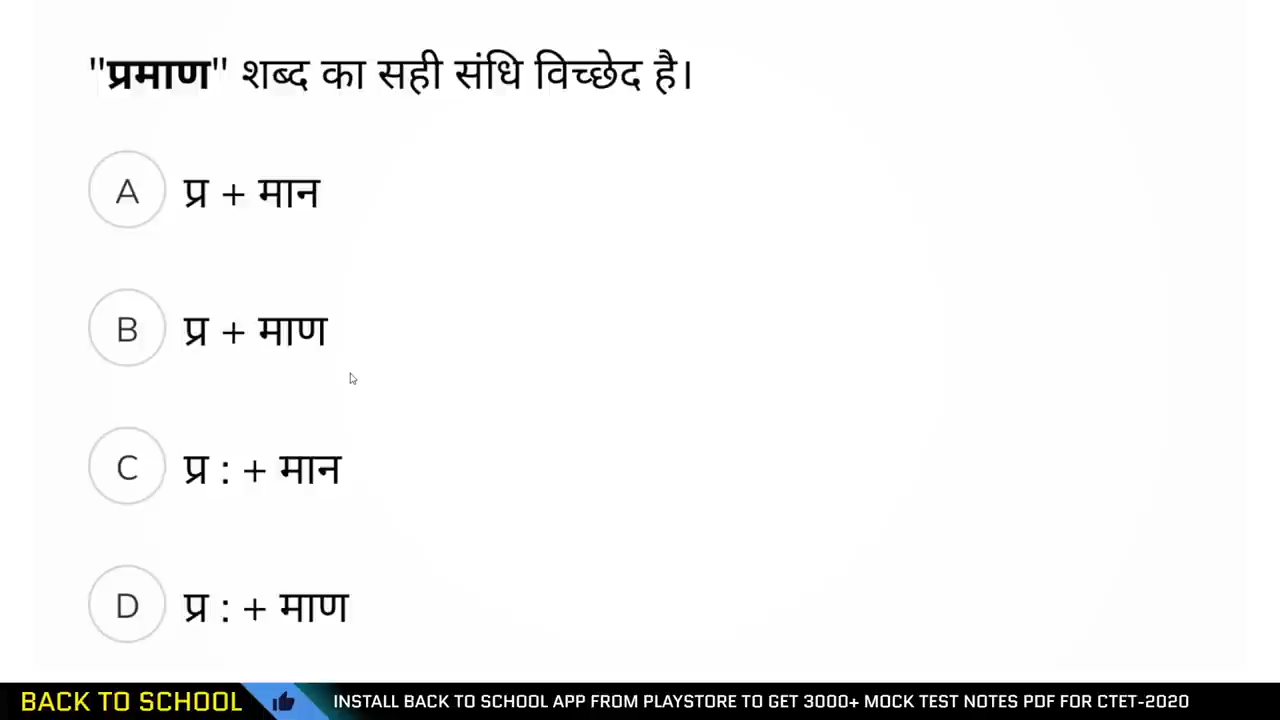 "प्रमाण" शब्द का सही संधि विच्छेद है।
A प्र + मान
B प्र + माण
C प्र : + मान
D प्र : + माण
BACK TO SCHOOL INSTALL BACK TO SCHOOL APP FROM PLAYSTORE TO GET 3000+ MOCK TEST NOTES PDF FOR CTET-2020